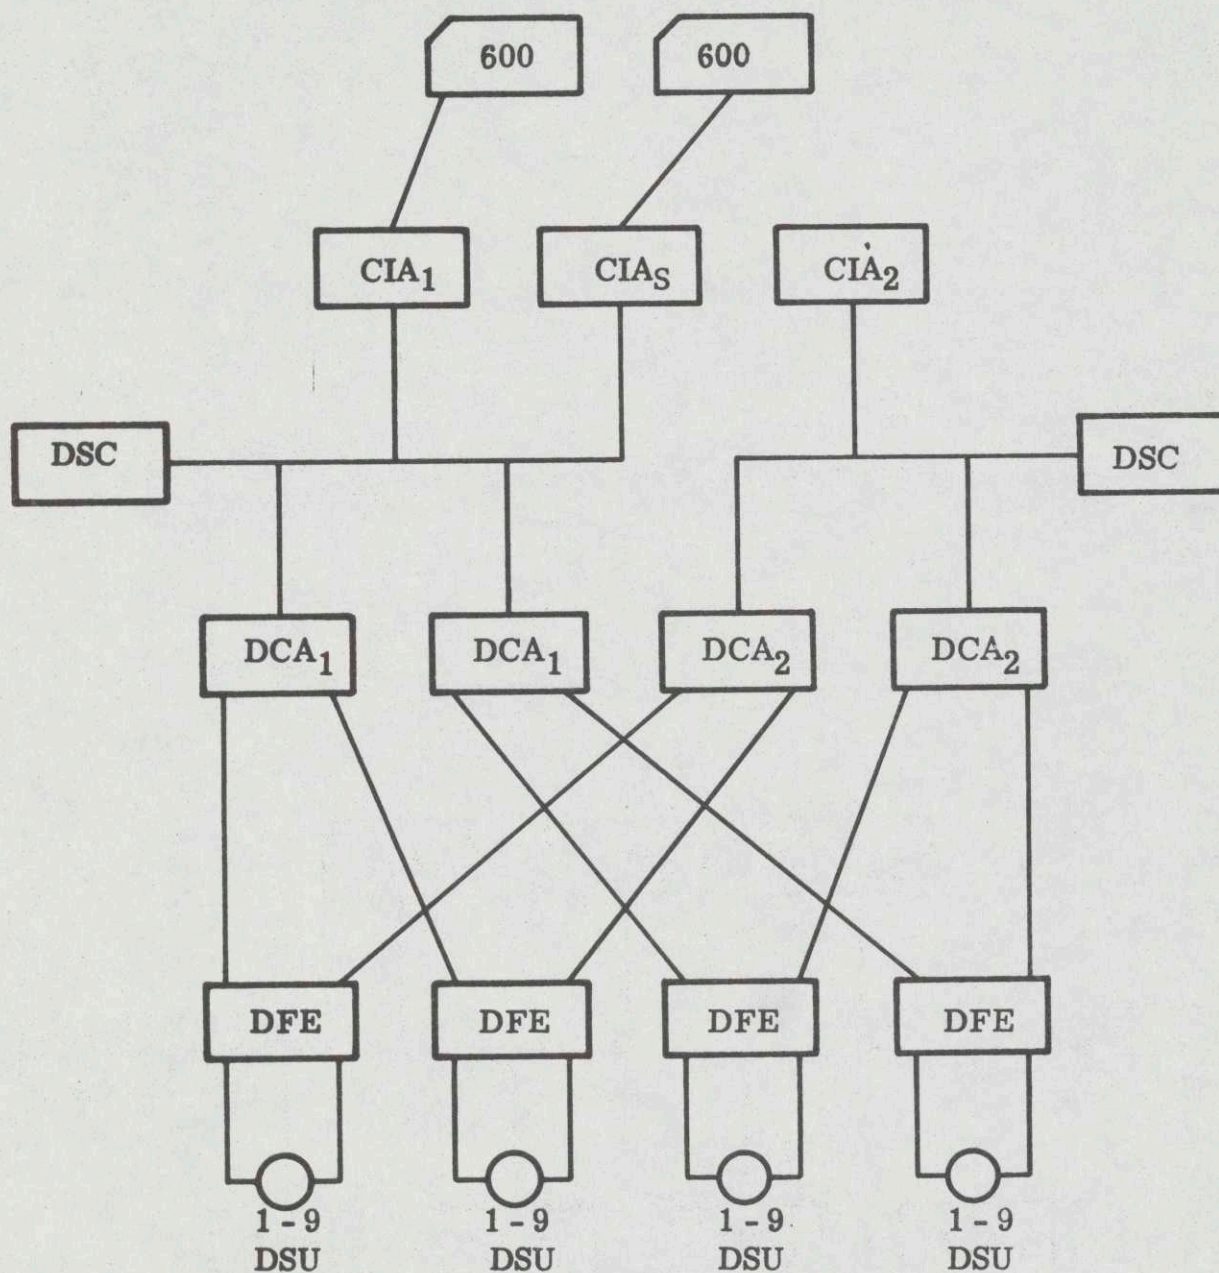 600
600
CIA1
CIAS
CIA2
DSC
DSC
DCA1
DCA1
DCA2
DCA2
DFE
DFE
DFE
DFE
1 - 9
DSU
1 - 9
DSU
1 - 9
DSU
1 - 9
DSU